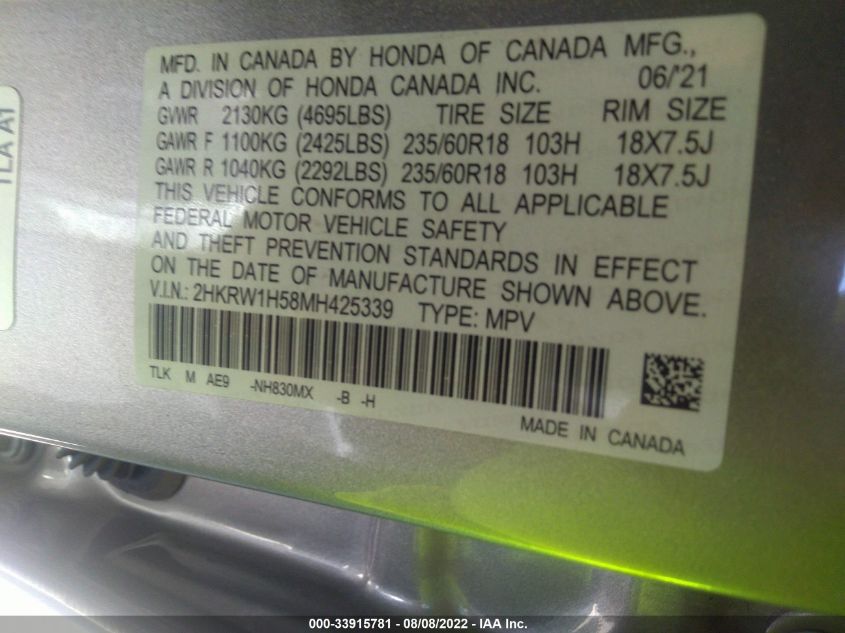 MFD. IN CANADA BY HONDA OF CANADA MFG.,
A DIVISION OF HONDA CANADA INC. 06/'21
GVWR 2130KG (4695LBS) TIRE SIZE RIM SIZE
GAWR F 1100KG (2425LBS) 235/60R18 103H 18X7.5J
GAWR R 1040KG (2292LBS) 235/60R18 103H 18X7.5J
THIS VEHICLE CONFORMS TO ALL APPLICABLE
FEDERAL MOTOR VEHICLE SAFETY
AND THEFT PREVENTION STANDARDS IN EFFECT
ON THE DATE OF MANUFACTURE SHOWN ABOVE.
V.I.N.: 2HKRW1H58MH425339 TYPE: MPV
TLK M AE9 -NH830MX -B -H
MADE IN CANADA
TLA A1
000-33915781 - 08/08/2022 - IAA Inc.